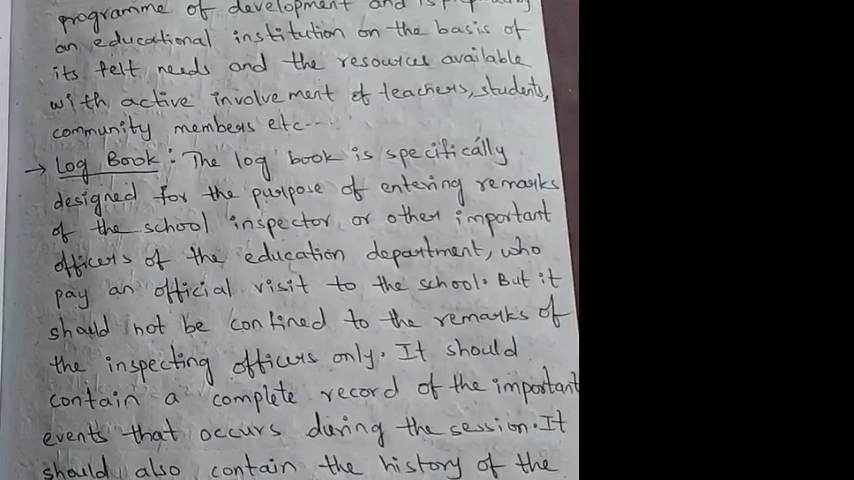 programme of development and is prepared by
an educational institution on the basis of
its felt needs and the resources available
with active involvement of teachers, students,
community members etc---
→ Log Book : The log book is specifically
designed for the purpose of entering remarks
of the school inspector or other important
officers of the education department, who
pay an official visit to the school. But it
should not be confined to the remarks of
the inspecting officers only. It should
contain a complete record of the important
events that occurs during the session. It
should also contain the history of the